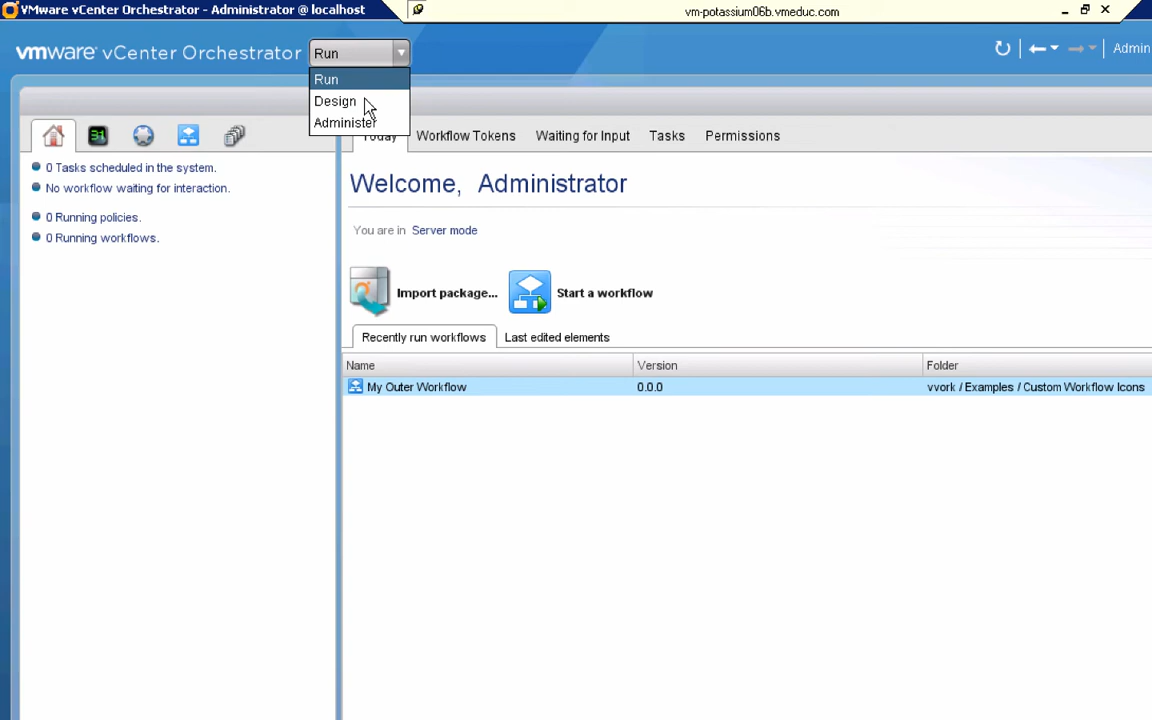 VMware vCenter Orchestrator - Administrator @ localhost
vm-potassium06b.vmeduc.com
vmware vCenter Orchestrator
Run
Admin
Run
Design
Administer
31
Today
Workflow Tokens
Waiting for Input
Tasks
Permissions
0 Tasks scheduled in the system.
No workflow waiting for interaction.
0 Running policies.
0 Running workflows.
Welcome, Administrator
You are in Server mode
Import package...
Start a workflow
Recently run workflows
Last edited elements
Name
Version
Folder
My Outer Workflow
0.0.0
vvork / Examples / Custom Workflow Icons